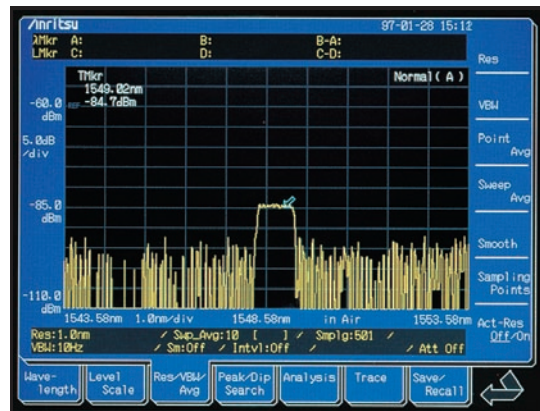 Anritsu 97-01-28 15:12
λMkr A: B: B-A:
LMkr C: D: C-D:
Res
TMkr Normal(A)
1549.02nm
-60.0 REF -84.7dBm
dBm
VBW
5.0dB
/div
Point
Avg
-85.0
dBm
Sweep
Avg
Smooth
Sampling
Points
-110.0
dBm
1543.58nm 1.0nm/div 1548.58nm in Air 1553.58nm
Act-Res
Off/On
Res:1.0nm / Swp_Avg:10 [ ] / Smplg:501 /
VBW:10Hz / Sm:Off / Intvl:Off / / Att Off
Wave-
length
Level
Scale
Res/VBW/
Avg
Peak/Dip
Search
Analysis
Trace
Save/
Recall